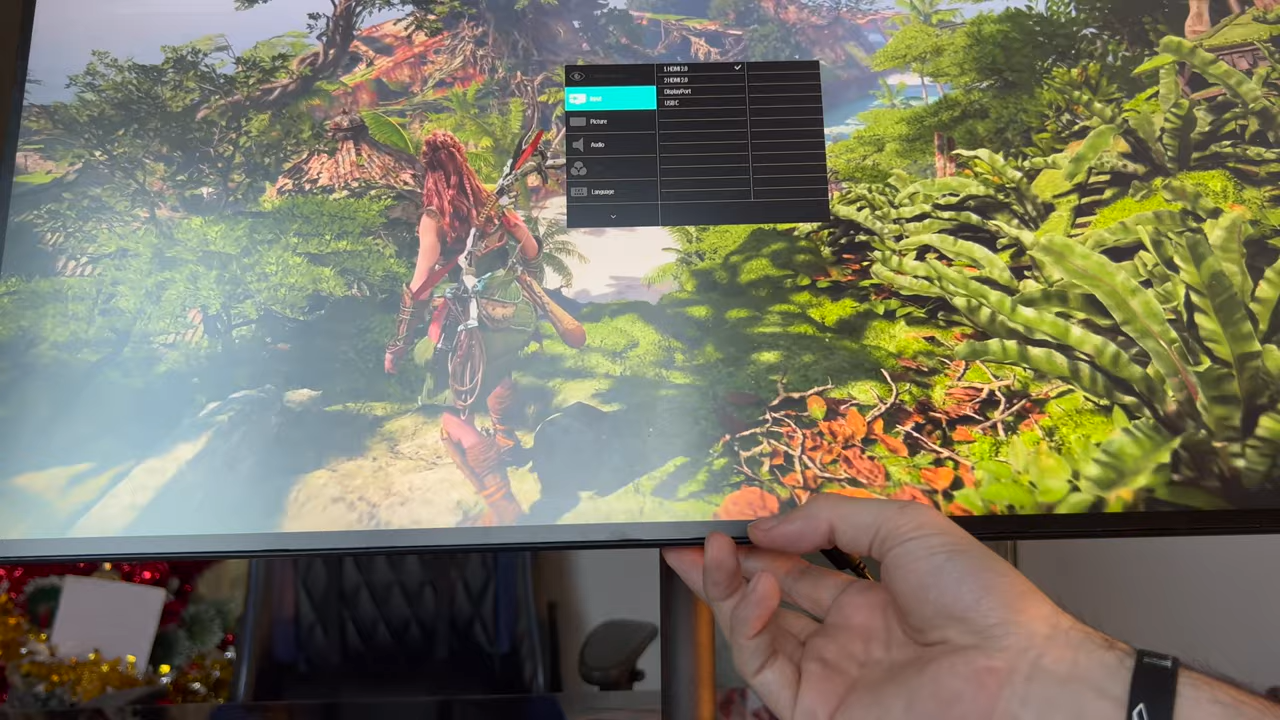 Input
Picture
Audio
Language
1 HDMI 2.0
2 HDMI 2.0
DisplayPort
USB C